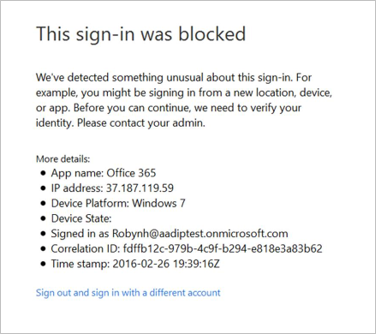 This sign-in was blocked
We've detected something unusual about this sign-in. For
example, you might be signing in from a new location, device,
or app. Before you can continue, we need to verify your
identity. Please contact your admin.
More details:
• App name: Office 365
• IP address: 37.187.119.59
• Device Platform: Windows 7
• Device State:
• Signed in as Robynh@aadiptest.onmicrosoft.com
• Correlation ID: fdffb12c-979b-4c9f-b294-e818e3a83b62
• Time stamp: 2016-02-26 19:39:16Z
Sign out and sign in with a different account